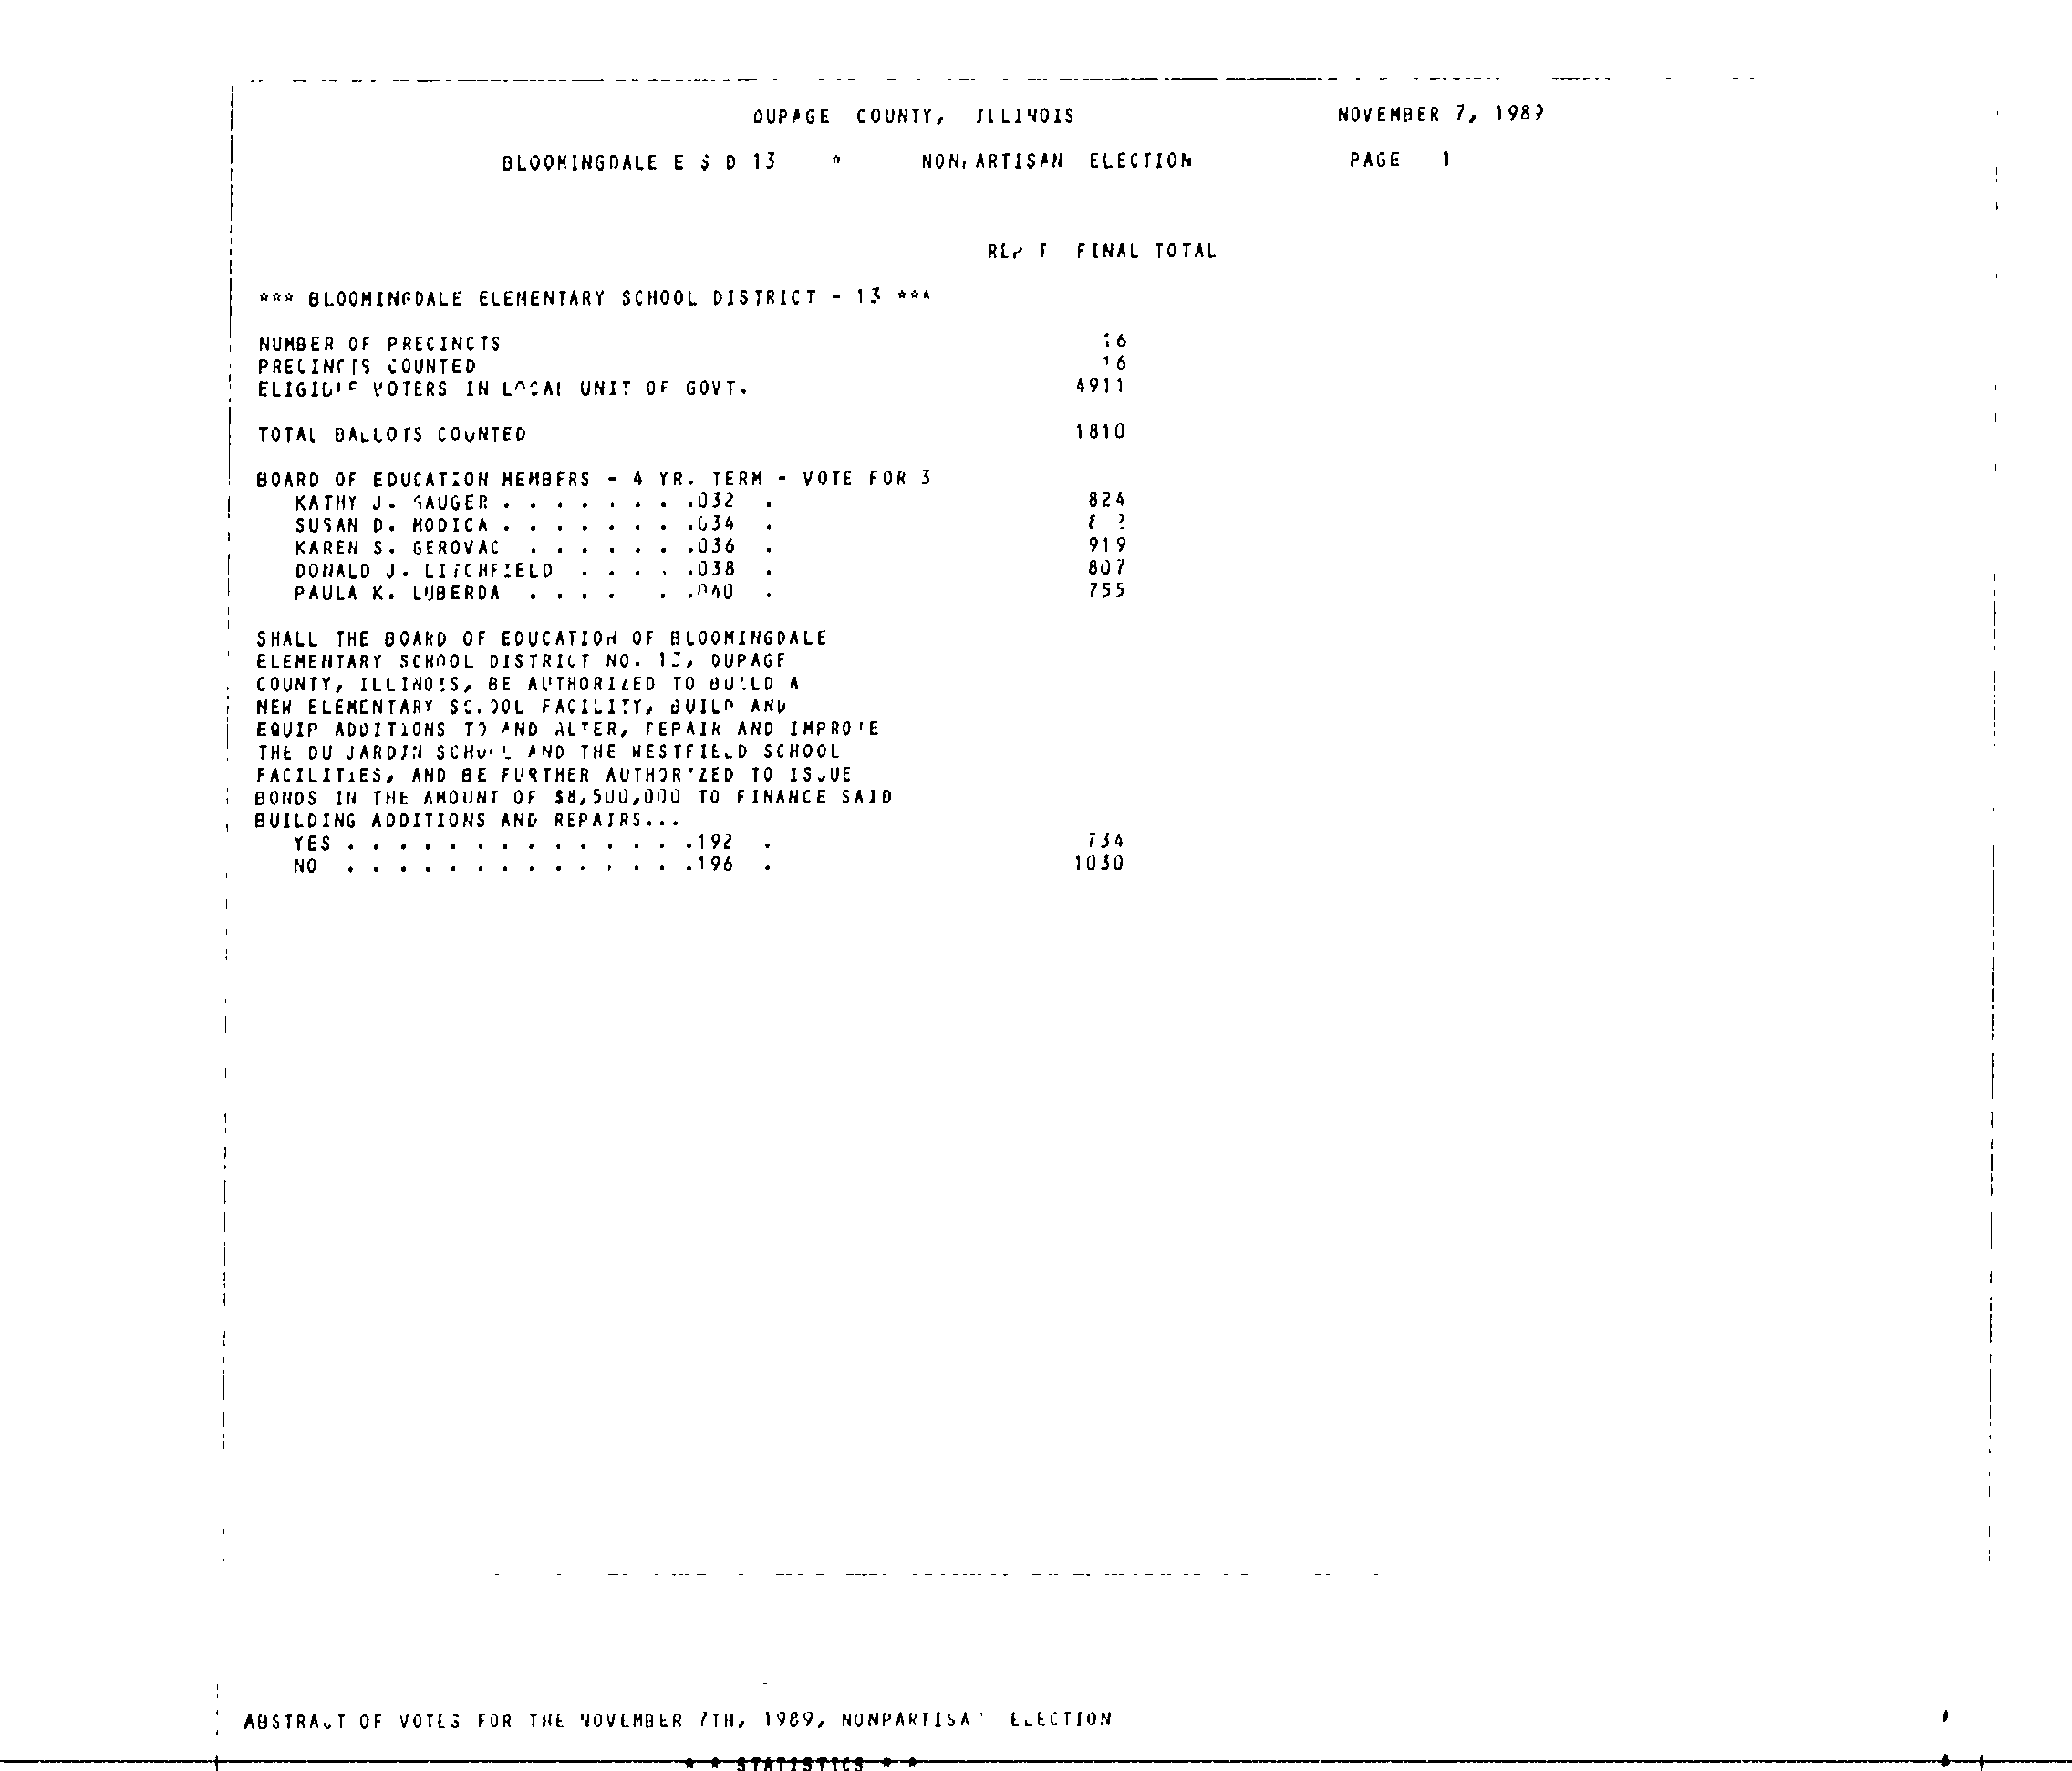 DUPAGE COUNTY, ILLINOIS NOVEMBER 7, 1989
BLOOMINGDALE E S D 13 * NONPARTISAN ELECTION PAGE 1
FINAL TOTAL
*** BLOOMINGDALE ELEMENTARY SCHOOL DISTRICT - 13 ***
NUMBER OF PRECINCTS 16
PRECINCTS COUNTED 16
ELIGIBLE VOTERS IN LOCAL UNIT OF GOVT. 4911
TOTAL BALLOTS COUNTED 1810
BOARD OF EDUCATION MEMBERS - 4 YR. TERM - VOTE FOR 3
KATHY J. GAUGER . . . . . . . .032 . 824
SUSAN D. MODICA . . . . . . . .034 .
KAREN S. GEROVAC . . . . . . .036 . 919
DONALD J. LITCHFIELD . . . . .038 . 807
PAULA K. LUBERDA . . . . . .040 . 755
SHALL THE BOARD OF EDUCATION OF BLOOMINGDALE
ELEMENTARY SCHOOL DISTRICT NO. 13, DUPAGE
COUNTY, ILLINOIS, BE AUTHORIZED TO BUILD A
NEW ELEMENTARY SCHOOL FACILITY, BUILD AND
EQUIP ADDITIONS TO AND ALTER, REPAIR AND IMPROVE
THE DU JARDIN SCHOOL AND THE WESTFIELD SCHOOL
FACILITIES, AND BE FURTHER AUTHORIZED TO ISSUE
BONDS IN THE AMOUNT OF $8,500,000 TO FINANCE SAID
BUILDING ADDITIONS AND REPAIRS...
YES . . . . . . . . . . . . . .192 . 734
NO . . . . . . . . . . . . . .196 . 1030
ABSTRACT OF VOTES FOR THE NOVEMBER 7TH, 1989, NONPARTISAN ELECTION
* * STATISTICS * *